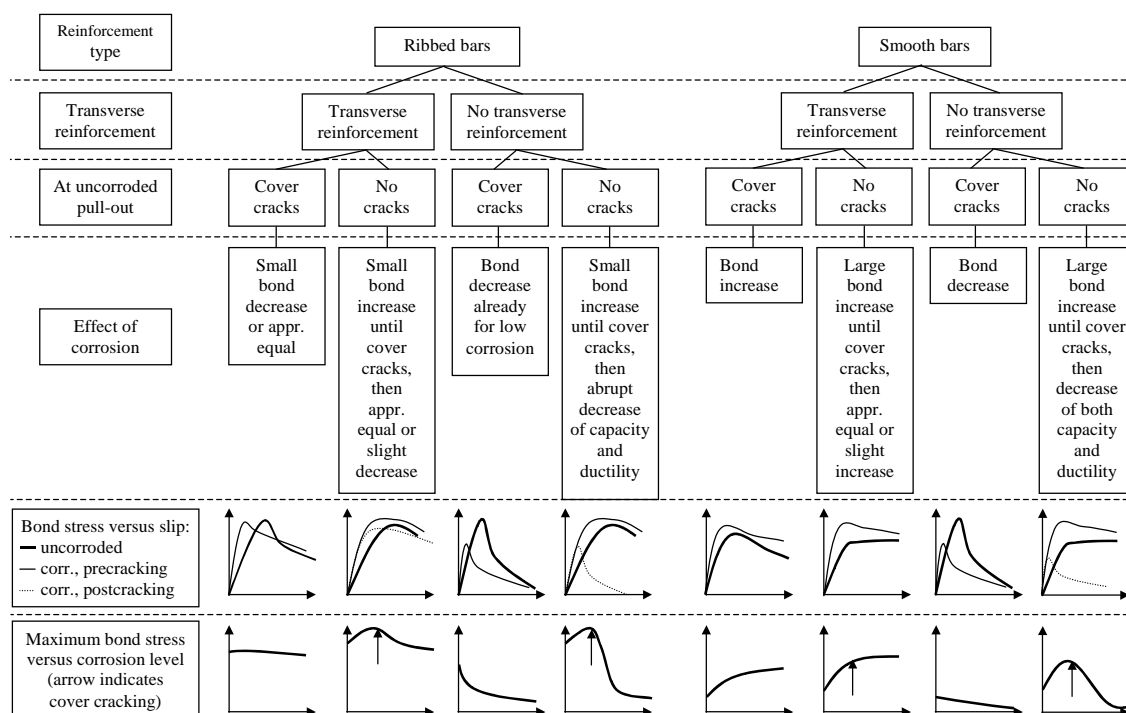 Reinforcement
type
Ribbed bars
Smooth bars
Transverse
reinforcement
Transverse
reinforcement
No transverse
reinforcement
Transverse
reinforcement
No transverse
reinforcement
At uncorroded
pull-out
Cover
cracks
No
cracks
Cover
cracks
No
cracks
Cover
cracks
No
cracks
Cover
cracks
No
cracks
Effect of
corrosion
Small
bond
decrease
or appr.
equal
Small
bond
increase
until
cover
cracks,
then
appr.
equal or
slight
decrease
Bond
decrease
already
for low
corrosion
Small
bond
increase
until cover
cracks,
then
abrupt
decrease
of capacity
and
ductility
Bond
increase
Large
bond
increase
until
cover
cracks,
then
appr.
equal or
slight
increase
Bond
decrease
Large
bond
increase
until cover
cracks,
then
decrease
of both
capacity
and
ductility
Bond stress versus slip:
uncorroded
corr., precracking
corr., postcracking
Maximum bond stress
versus corrosion level
(arrow indicates
cover cracking)